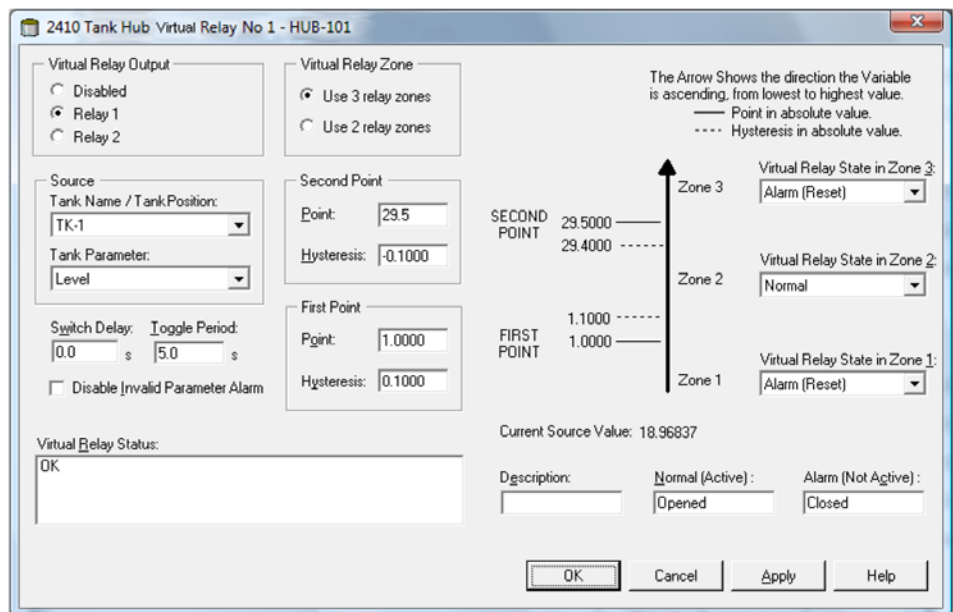 2410 Tank Hub Virtual Relay No 1 - HUB-101
Virtual Relay Output
Disabled
Relay 1
Relay 2
Virtual Relay Zone
Use 3 relay zones
Use 2 relay zones
The Arrow Shows the direction the Variable
is ascending, from lowest to highest value.
Point in absolute value.
Hysteresis in absolute value.
Source
Tank Name / TankPosition:
TK-1
Tank Parameter:
Level
Second Point
Point: 29.5
Hysteresis: -0.1000
First Point
Point: 1.0000
Hysteresis: 0.1000
Switch Delay: Toggle Period:
0.0 s 5.0 s
Disable Invalid Parameter Alarm
SECOND
POINT
29.5000
29.4000
FIRST
POINT
1.1000
1.0000
Zone 3
Zone 2
Zone 1
Virtual Relay State in Zone 3:
Alarm (Reset)
Virtual Relay State in Zone 2:
Normal
Virtual Relay State in Zone 1:
Alarm (Reset)
Current Source Value: 18.96837
Virtual Relay Status:
OK
Description: Normal (Active) : Alarm (Not Active) :
Opened Closed
OK Cancel Apply Help